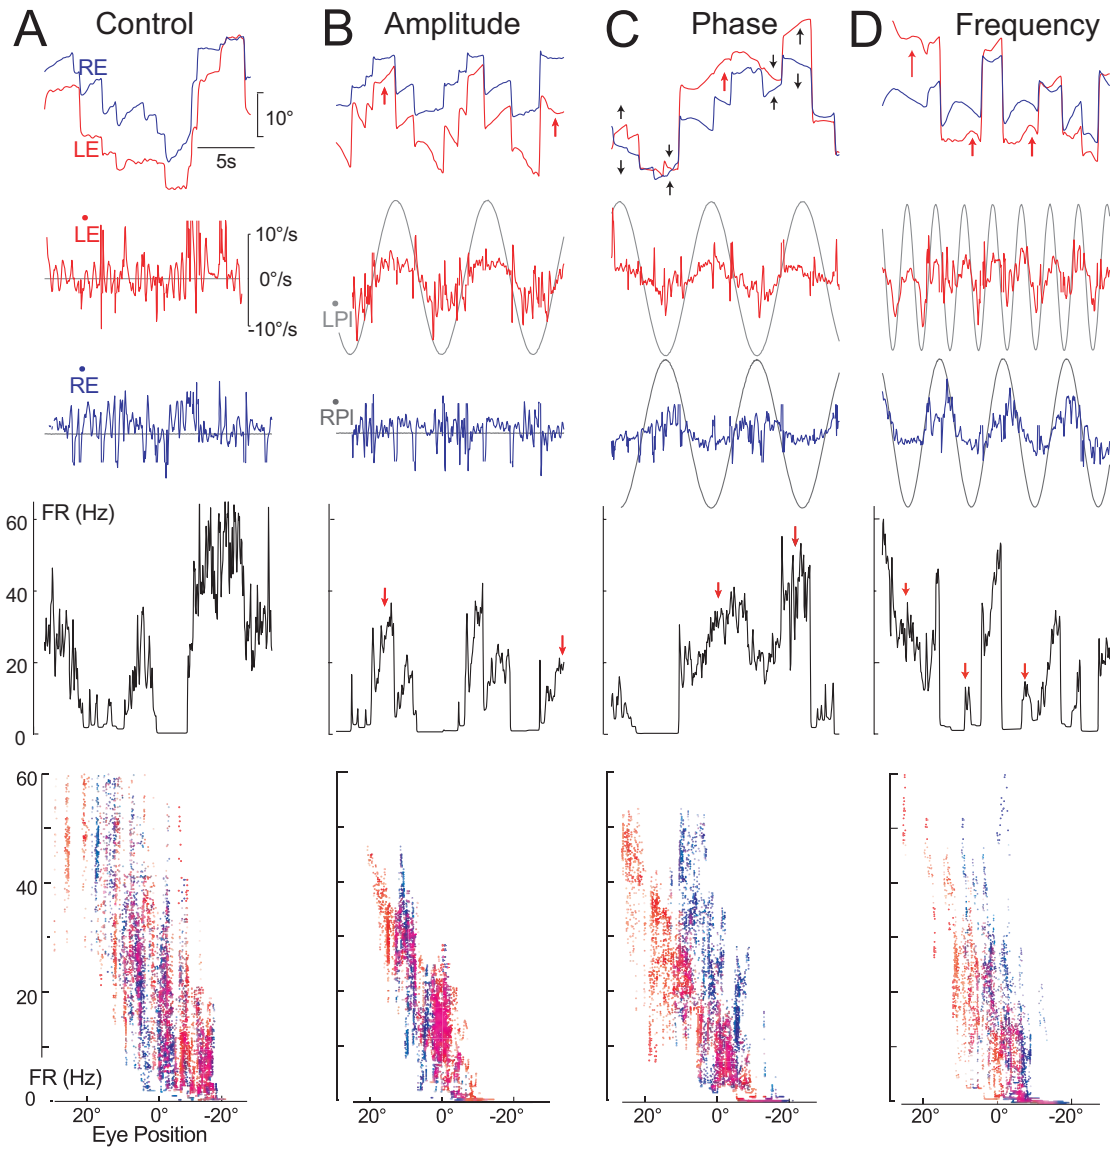 A Control
B Amplitude
C Phase
D Frequency
RE
LE
10°
5s
LE
10°/s
0°/s
-10°/s
LPI
RE
RPI
FR (Hz)
60
40
20
0
60
40
20
FR (Hz)
0
20° 0° -20°
20° 0° -20°
20° 0° -20°
20° 0° -20°
Eye Position